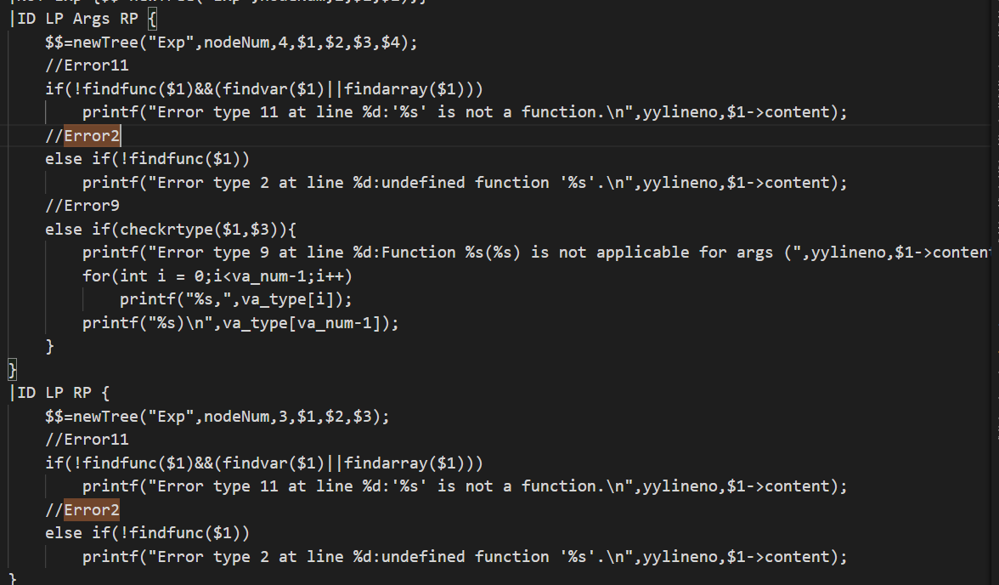 |ID LP Args RP {
    $$=newTree("Exp",nodeNum,4,$1,$2,$3,$4);
    //Error11
    if(!findfunc($1)&&(findvar($1)||findarray($1)))
        printf("Error type 11 at line %d:'%s' is not a function.\n",yylineno,$1->content);
    //Error2
    else if(!findfunc($1))
        printf("Error type 2 at line %d:undefined function '%s'.\n",yylineno,$1->content);
    //Error9
    else if(checkrtype($1,$3)){
        printf("Error type 9 at line %d:Function %s(%s) is not applicable for args (",yylineno,$1->conten
        for(int i = 0;i<va_num-1;i++)
            printf("%s,",va_type[i]);
        printf("%s)\n",va_type[va_num-1]);
    }
}
|ID LP RP {
    $$=newTree("Exp",nodeNum,3,$1,$2,$3);
    //Error11
    if(!findfunc($1)&&(findvar($1)||findarray($1)))
        printf("Error type 11 at line %d:'%s' is not a function.\n",yylineno,$1->content);
    //Error2
    else if(!findfunc($1))
        printf("Error type 2 at line %d:undefined function '%s'.\n",yylineno,$1->content);
}